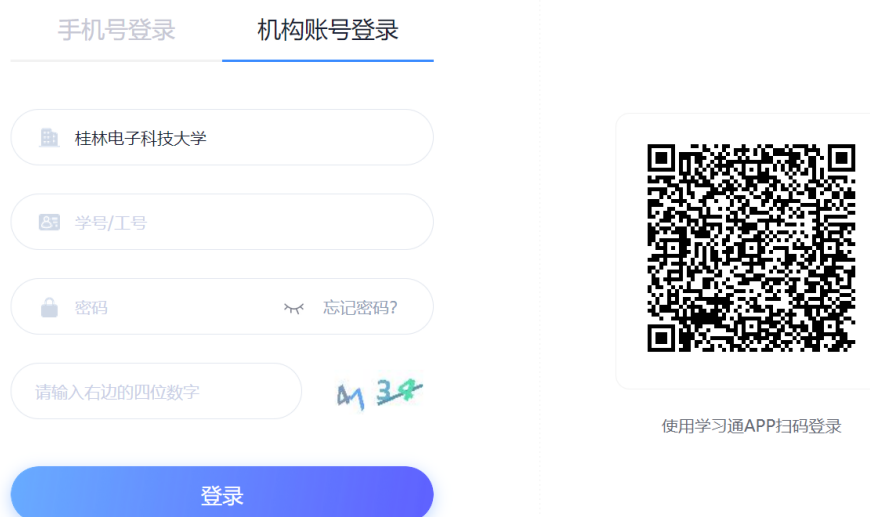 手机号登录
机构账号登录
桂林电子科技大学
学号/工号
密码
忘记密码?
请输入右边的四位数字
登录
使用学习通APP扫码登录